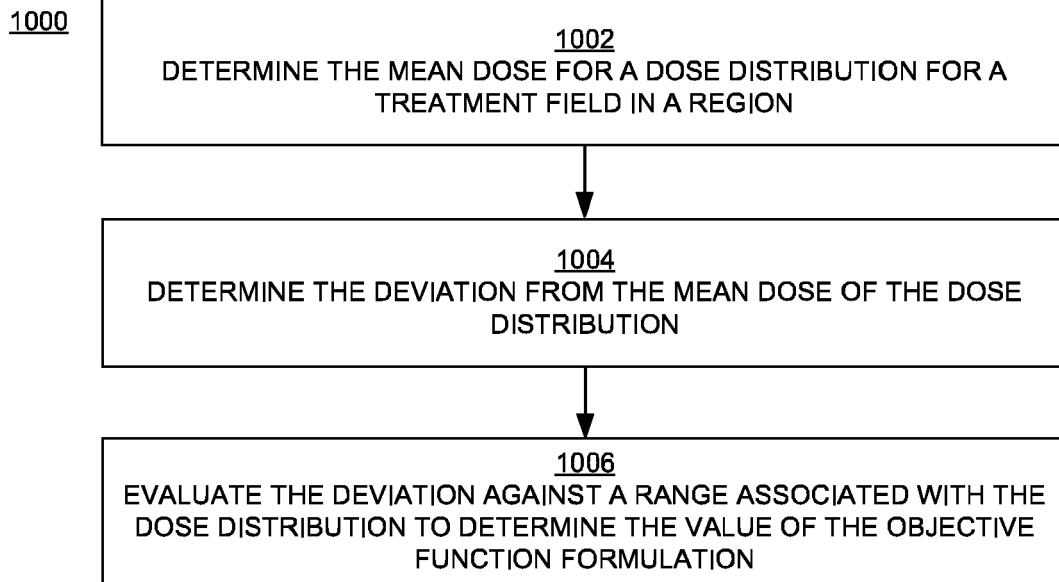 1000
1002
DETERMINE THE MEAN DOSE FOR A DOSE DISTRIBUTION FOR A
TREATMENT FIELD IN A REGION
1004
DETERMINE THE DEVIATION FROM THE MEAN DOSE OF THE DOSE
DISTRIBUTION
1006
EVALUATE THE DEVIATION AGAINST A RANGE ASSOCIATED WITH THE
DOSE DISTRIBUTION TO DETERMINE THE VALUE OF THE OBJECTIVE
FUNCTION FORMULATION